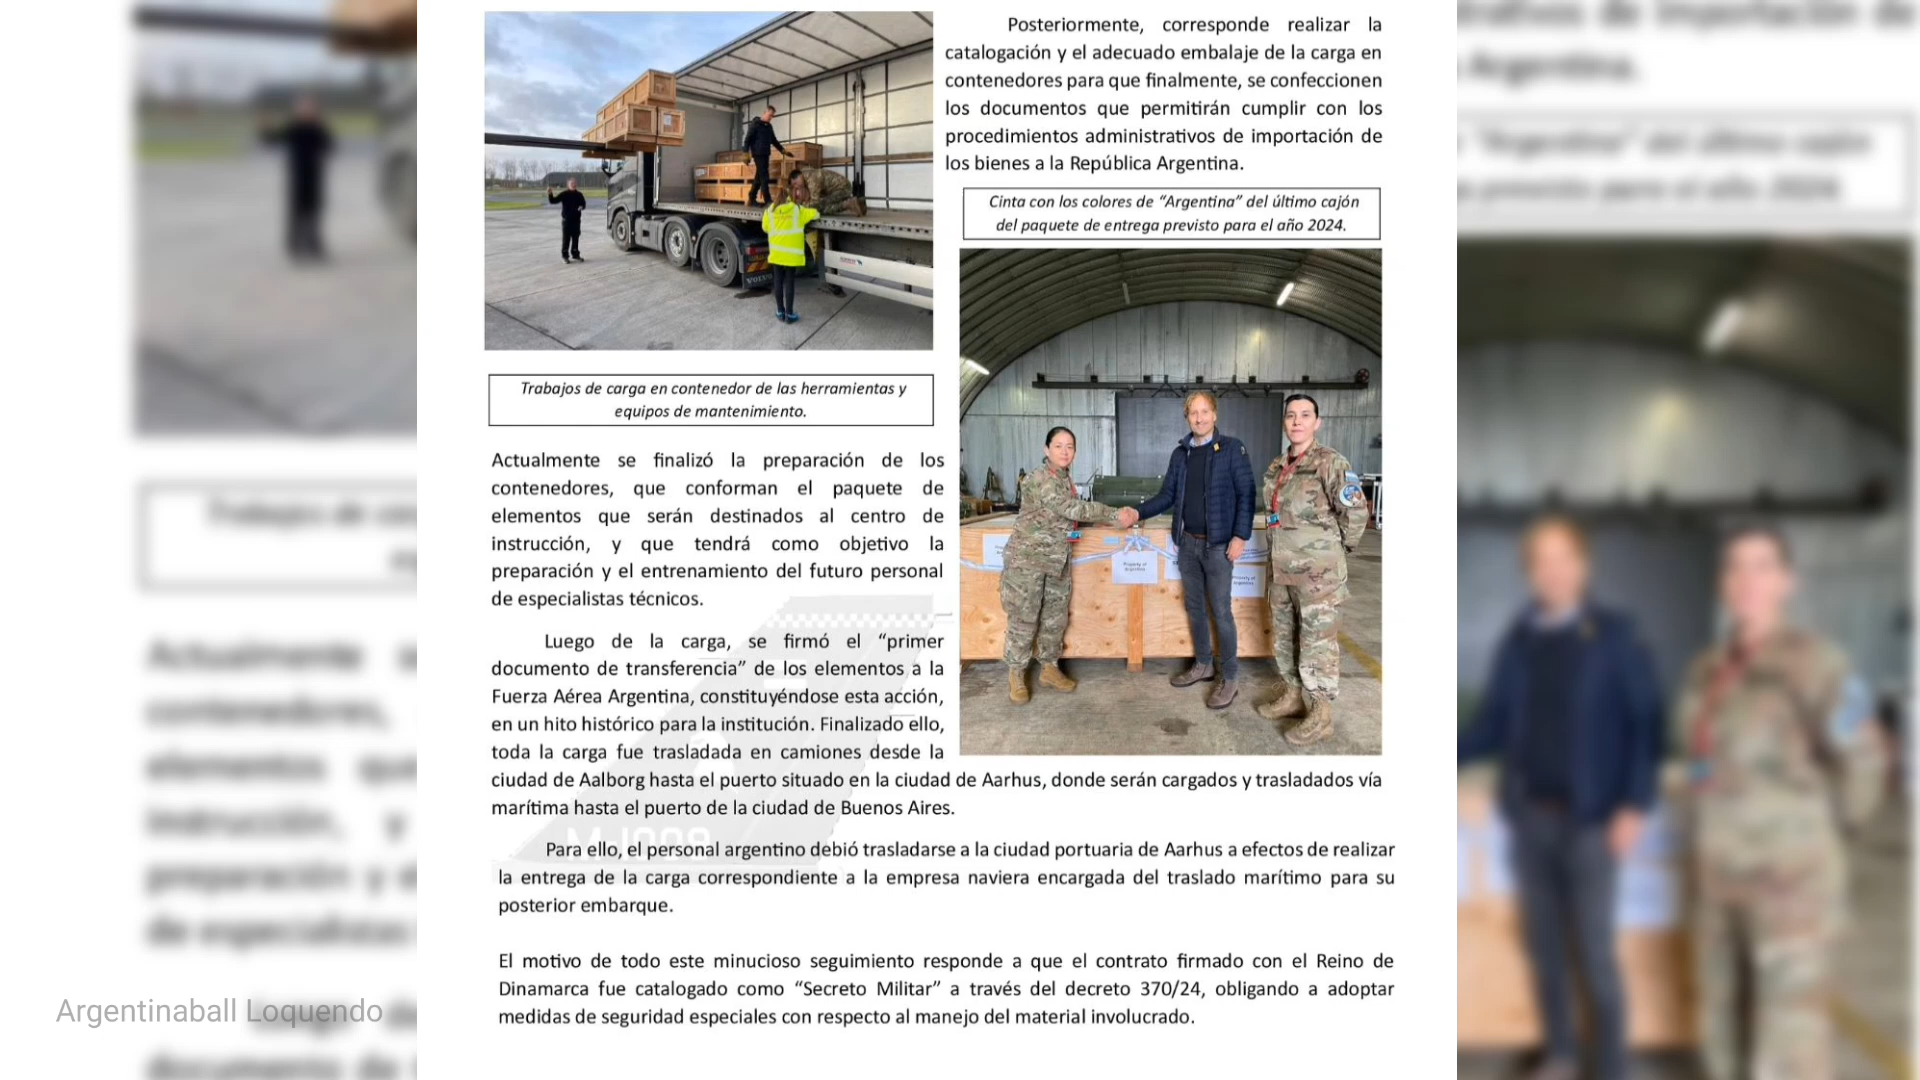 Posteriormente, corresponde realizar la
catalogación y el adecuado embalaje de la carga en
contenedores para que finalmente, se confeccionen
los documentos que permitirán cumplir con los
procedimientos administrativos de importación de
los bienes a la República Argentina.
Cinta con los colores de “Argentina” del último cajón
del paquete de entrega previsto para el año 2024.
Trabajos de carga en contenedor de las herramientas y
equipos de mantenimiento.
Actualmente se finalizó la preparación de los
contenedores, que conforman el paquete de
elementos que serán destinados al centro de
instrucción, y que tendrá como objetivo la
preparación y el entrenamiento del futuro personal
de especialistas técnicos.
Luego de la carga, se firmó el “primer
documento de transferencia” de los elementos a la
Fuerza Aérea Argentina, constituyéndose esta acción,
en un hito histórico para la institución. Finalizado ello,
toda la carga fue trasladada en camiones desde la
ciudad de Aalborg hasta el puerto situado en la ciudad de Aarhus, donde serán cargados y trasladados vía
marítima hasta el puerto de la ciudad de Buenos Aires.
Para ello, el personal argentino debió trasladarse a la ciudad portuaria de Aarhus a efectos de realizar
la entrega de la carga correspondiente a la empresa naviera encargada del traslado marítimo para su
posterior embarque.
El motivo de todo este minucioso seguimiento responde a que el contrato firmado con el Reino de
Dinamarca fue catalogado como “Secreto Militar” a través del decreto 370/24, obligando a adoptar
medidas de seguridad especiales con respecto al manejo del material involucrado.
Property of
Argentina
VOLVO
Argentinaball Loquendo